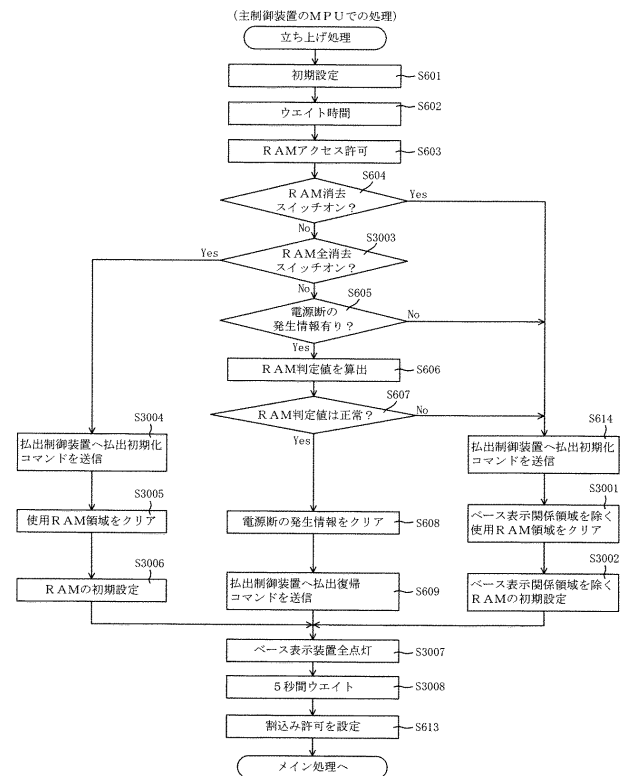 (主制御装置のMPUでの処理)
立ち上げ処理
初期設定
S601
ウエイト時間
S602
RAMアクセス許可
S603
S604
RAM消去
スイッチオン？
Yes
No
S3003
RAM全消去
スイッチオン？
Yes
No
S605
電源断の
発生情報有り？
No
Yes
RAM判定値を算出
S606
S607
RAM判定値は正常？
No
Yes
S3004
払出制御装置へ払出初期化
コマンドを送信
S3005
使用RAM領域をクリア
S3006
RAMの初期設定
電源断の発生情報をクリア
S608
払出制御装置へ払出復帰
コマンドを送信
S609
S614
払出制御装置へ払出初期化
コマンドを送信
S3001
ベース表示関係領域を除く
使用RAM領域をクリア
S3002
ベース表示関係領域を除く
RAMの初期設定
ベース表示装置全点灯
S3007
5秒間ウエイト
S3008
割込み許可を設定
S613
メイン処理へ